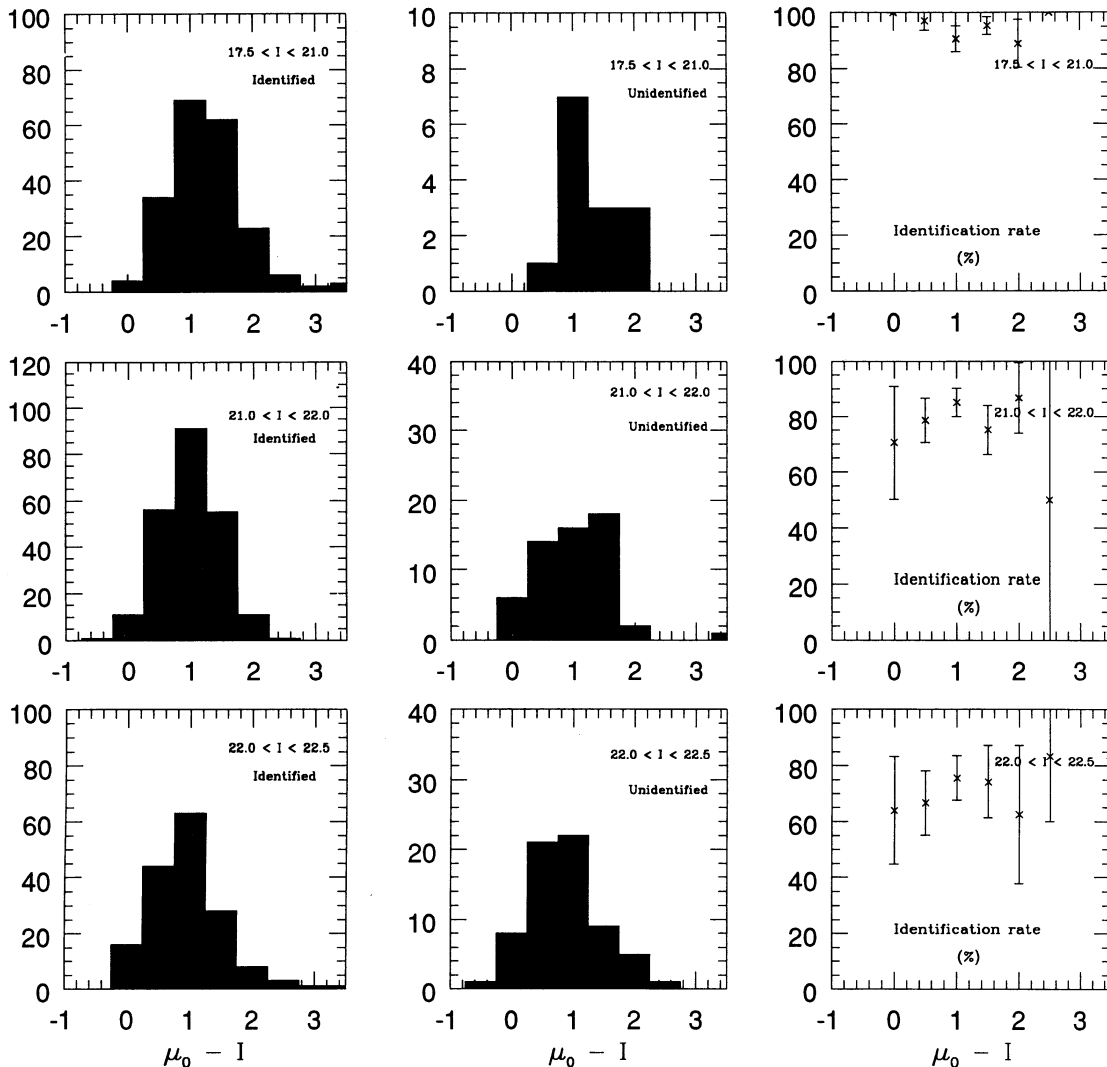 100
80
60
40
20
0
-1 0 1 2 3
17.5 < I < 21.0
Identified
10
8
6
4
2
0
-1 0 1 2 3
17.5 < I < 21.0
Unidentified
100
80
60
40
20
0
-1 0 1 2 3
17.5 < I < 21.0
Identification rate
(%)
120
100
80
60
40
20
0
-1 0 1 2 3
21.0 < I < 22.0
Identified
40
30
20
10
0
-1 0 1 2 3
21.0 < I < 22.0
Unidentified
100
80
60
40
20
0
-1 0 1 2 3
21.0 < I < 22.0
Identification rate
(%)
100
80
60
40
20
0
-1 0 1 2 3
22.0 < I < 22.5
Identified
μ₀ − I
40
30
20
10
0
-1 0 1 2 3
22.0 < I < 22.5
Unidentified
μ₀ − I
100
80
60
40
20
0
-1 0 1 2 3
22.0 < I < 22.5
Identification rate
(%)
μ₀ − I